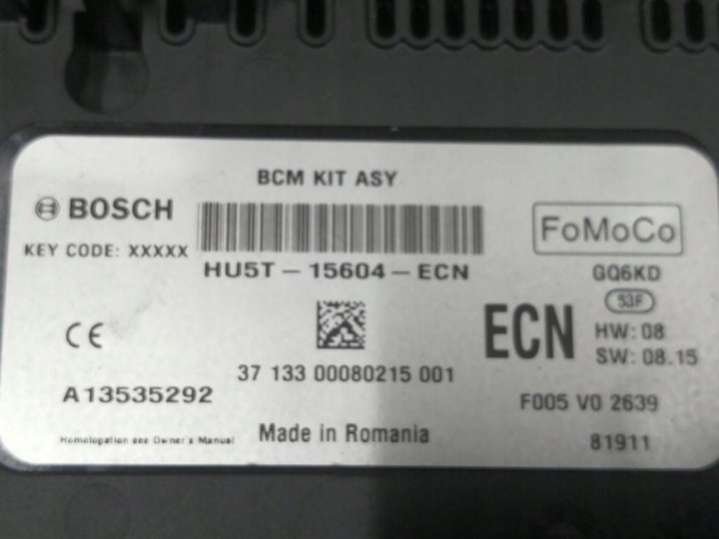 BCM KIT ASY
BOSCH
FoMoCo
KEY CODE: XXXXX
HU5T-15604-ECN
GQ6KD
53F
ECN
HW: 08
SW: 08.15
CE
37 133 00080215 001
A13535292
F005 V0 2639
Homologation see Owner's Manual
Made in Romania
81911